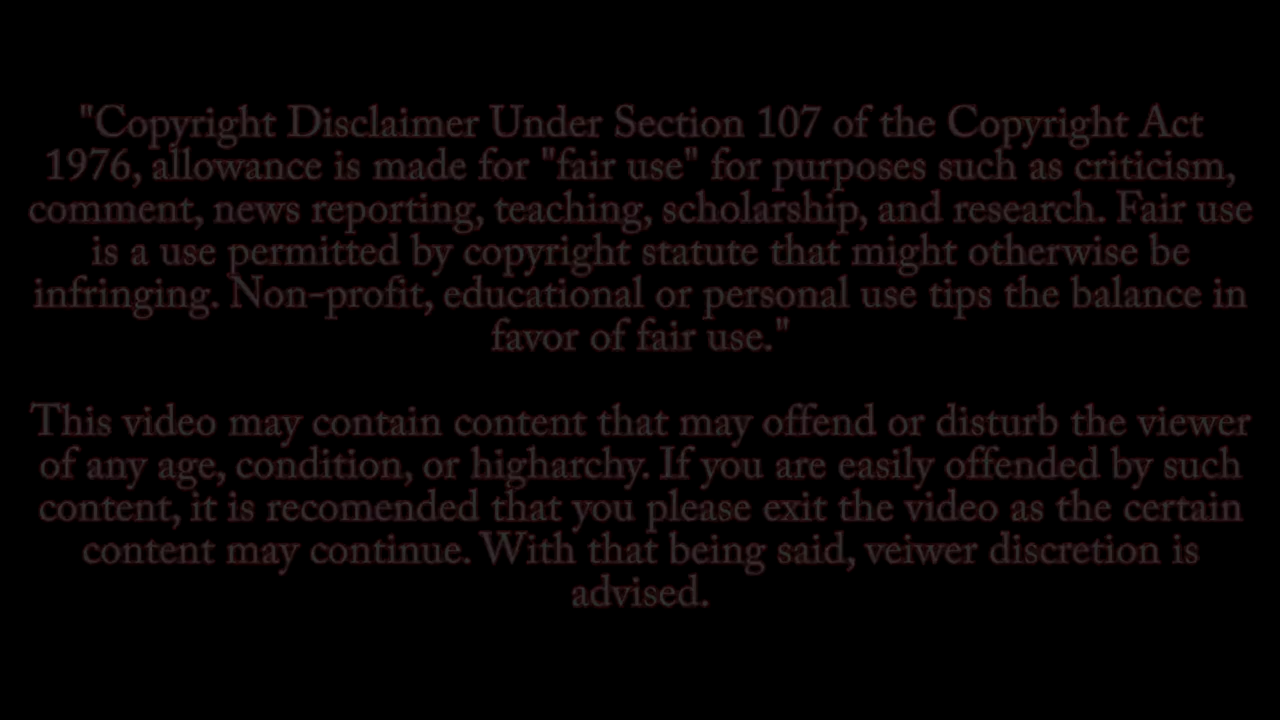 "Copyright Disclaimer Under Section 107 of the Copyright Act
1976, allowance is made for "fair use" for purposes such as criticism,
comment, news reporting, teaching, scholarship, and research. Fair use
is a use permitted by copyright statute that might otherwise be
infringing. Non-profit, educational or personal use tips the balance in
favor of fair use."
This video may contain content that may offend or disturb the viewer
of any age, condition, or higharchy. If you are easily offended by such
content, it is recomended that you please exit the video as the certain
content may continue. With that being said, veiwer discretion is
advised.